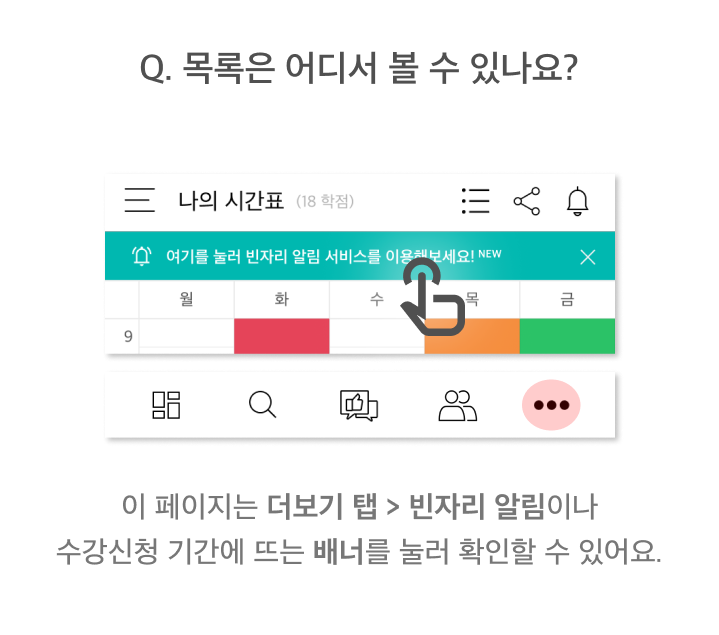 Q. 목록은 어디서 볼 수 있나요?
나의 시간표 (18 학점)
여기를 눌러 빈자리 알림 서비스를 이용해보세요! NEW
월 화 수 목 금
9
이 페이지는 더보기 탭 > 빈자리 알림이나
수강신청 기간에 뜨는 배너를 눌러 확인할 수 있어요.